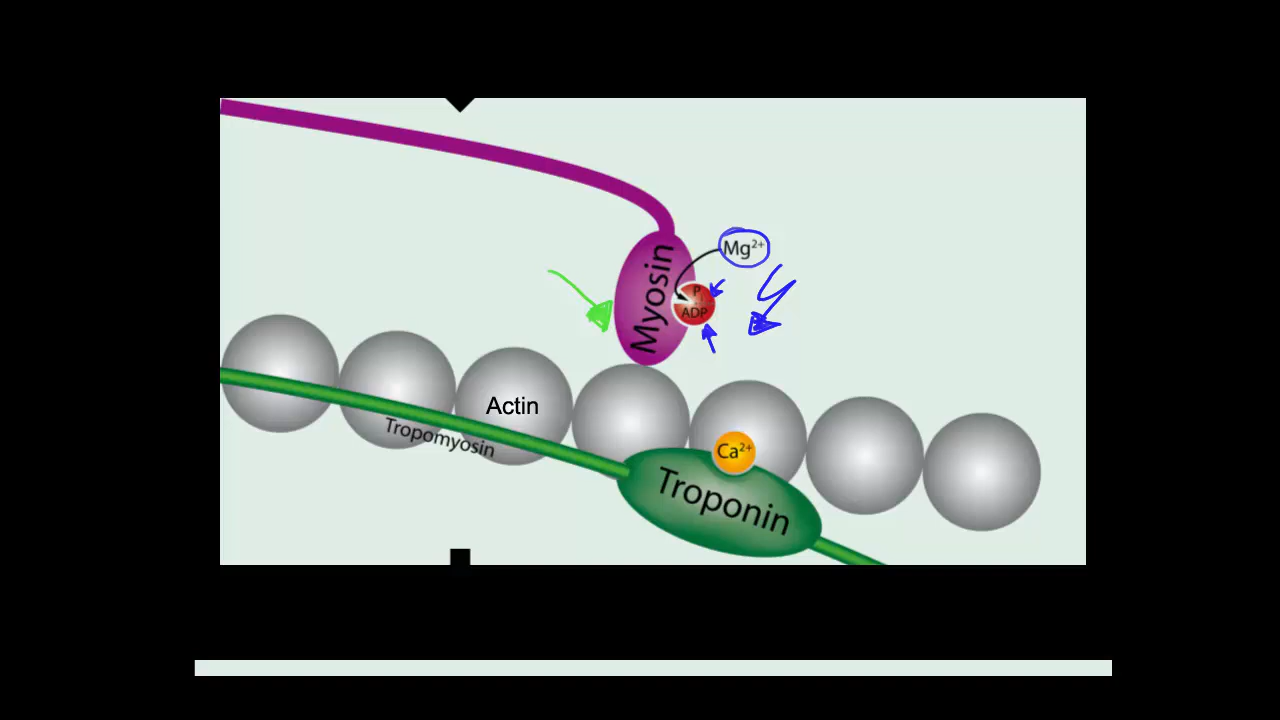 Mg²⁺
Myosin
Pᵢ
ADP
Actin
Tropomyosin
Ca²⁺
Troponin